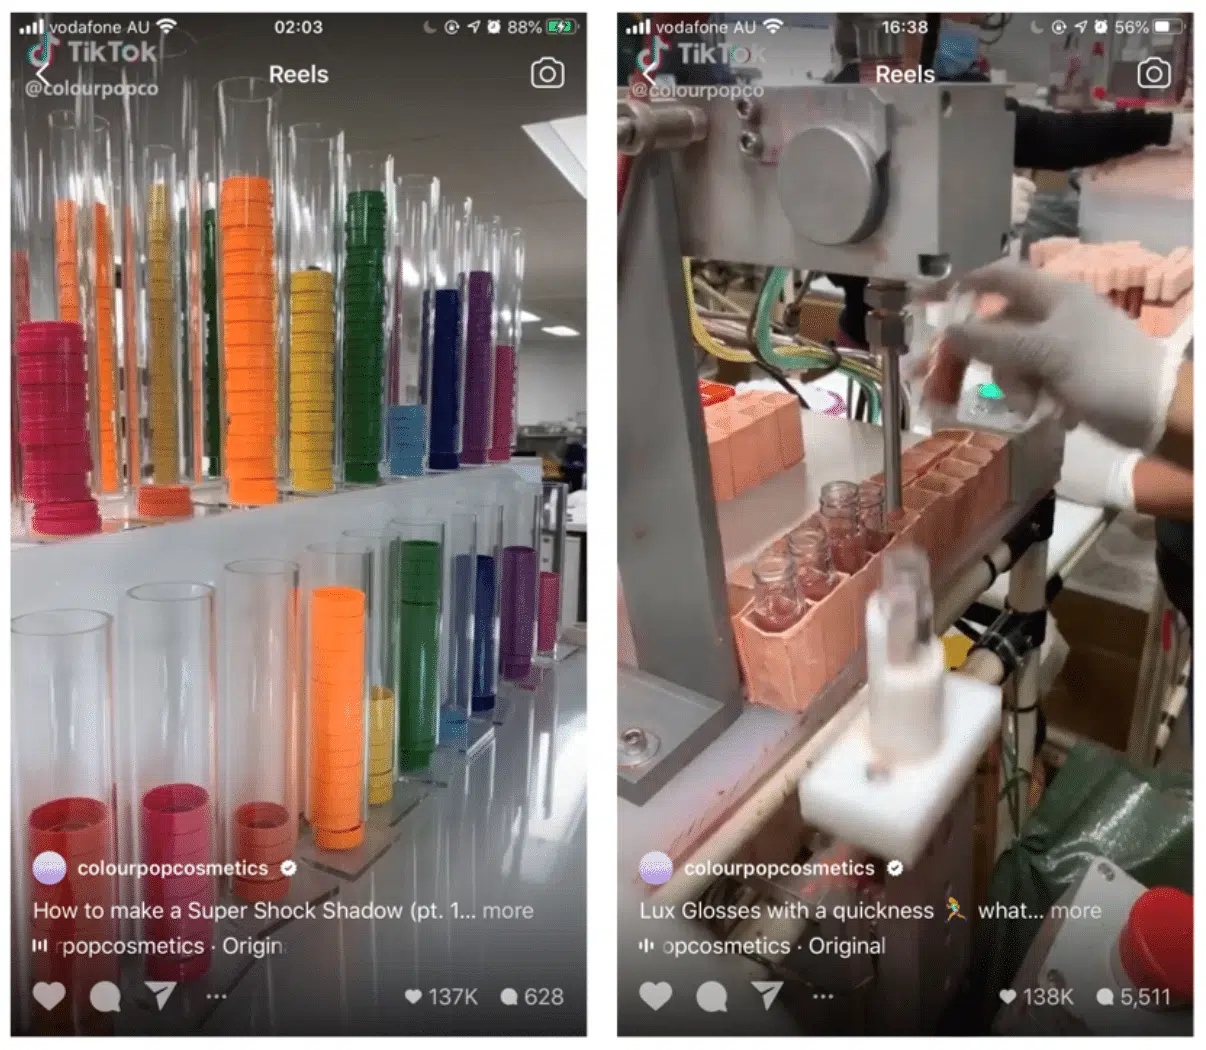 vodafone AU
02:03
88%
TikTok
Reels
@colourpopco
colourpopcosmetics
How to make a Super Shock Shadow (pt. 1... more
popcosmetics · Origin
137K
628
vodafone AU
16:38
56%
TikTok
Reels
@colourpopco
colourpopcosmetics
Lux Glosses with a quickness 🏃 what... more
opcosmetics · Original
138K
5,511